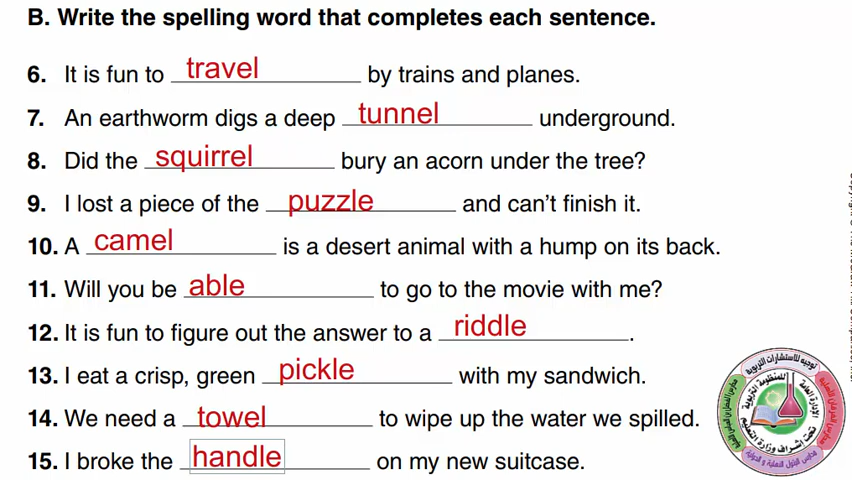 B. Write the spelling word that completes each sentence.
6. It is fun to travel by trains and planes.
7. An earthworm digs a deep tunnel underground.
8. Did the squirrel bury an acorn under the tree?
9. I lost a piece of the puzzle and can't finish it.
10. A camel is a desert animal with a hump on its back.
11. Will you be able to go to the movie with me?
12. It is fun to figure out the answer to a riddle.
13. I eat a crisp, green pickle with my sandwich.
14. We need a towel to wipe up the water we spilled.
15. I broke the handle on my new suitcase.